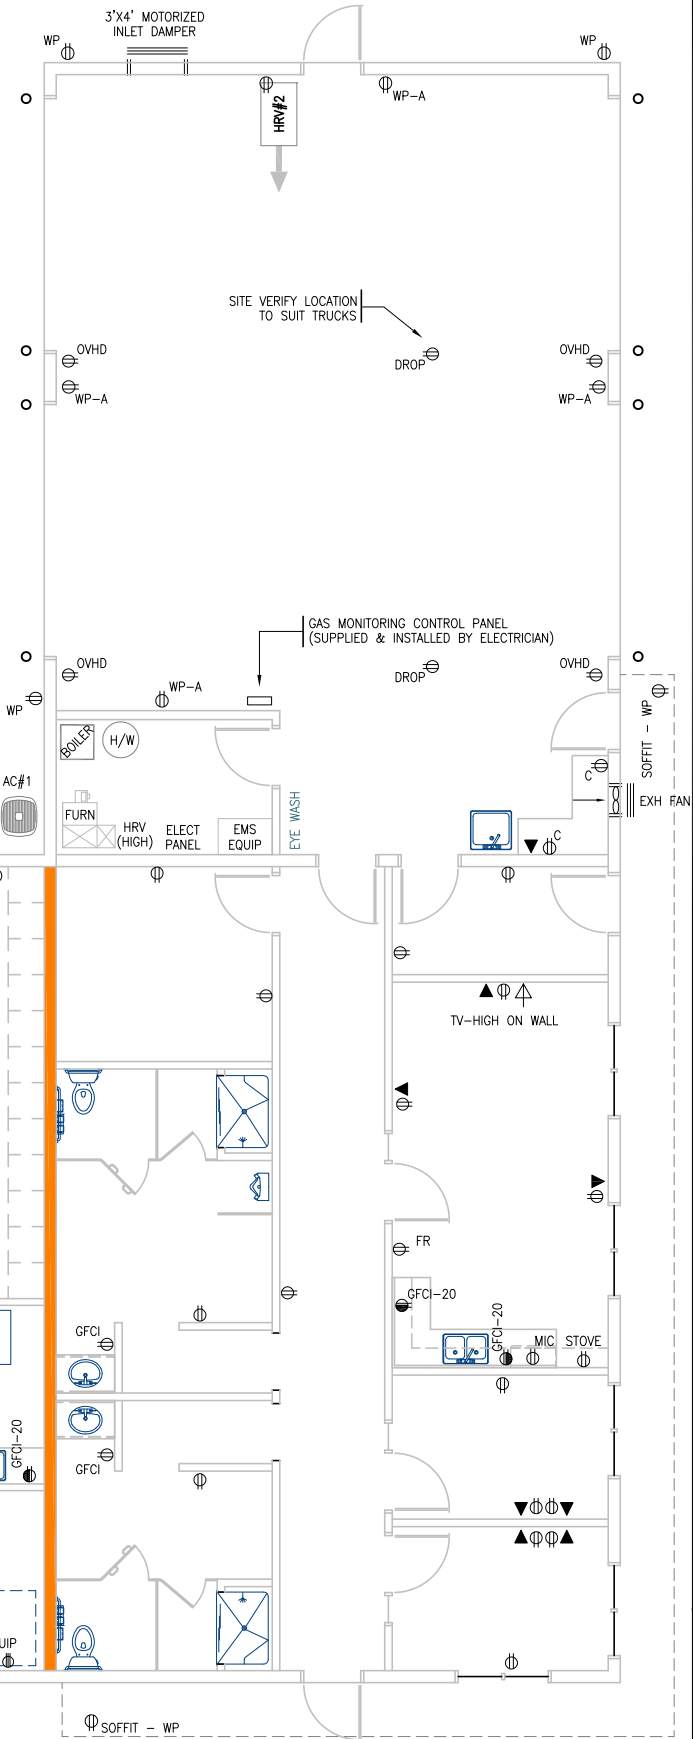 3'X4' MOTORIZED
INLET DAMPER
WP
WP
HRV#2
WP-A
SITE VERIFY LOCATION
TO SUIT TRUCKS
OVHD
OVHD
DROP
WP-A
WP-A
GAS MONITORING CONTROL PANEL
(SUPPLIED & INSTALLED BY ELECTRICIAN)
OVHD
DROP
OVHD
WP-A
WP
SOFFIT - WP
BOILER
H/W
C
AC#1
EXH FAN
FURN
HRV
(HIGH)
ELECT
PANEL
EMS
EQUIP
EYE WASH
C
TV-HIGH ON WALL
FR
GFCI-20
GFCI
GFCI-20
MIC
STOVE
GFCI-20
GFCI
UIP
SOFFIT - WP